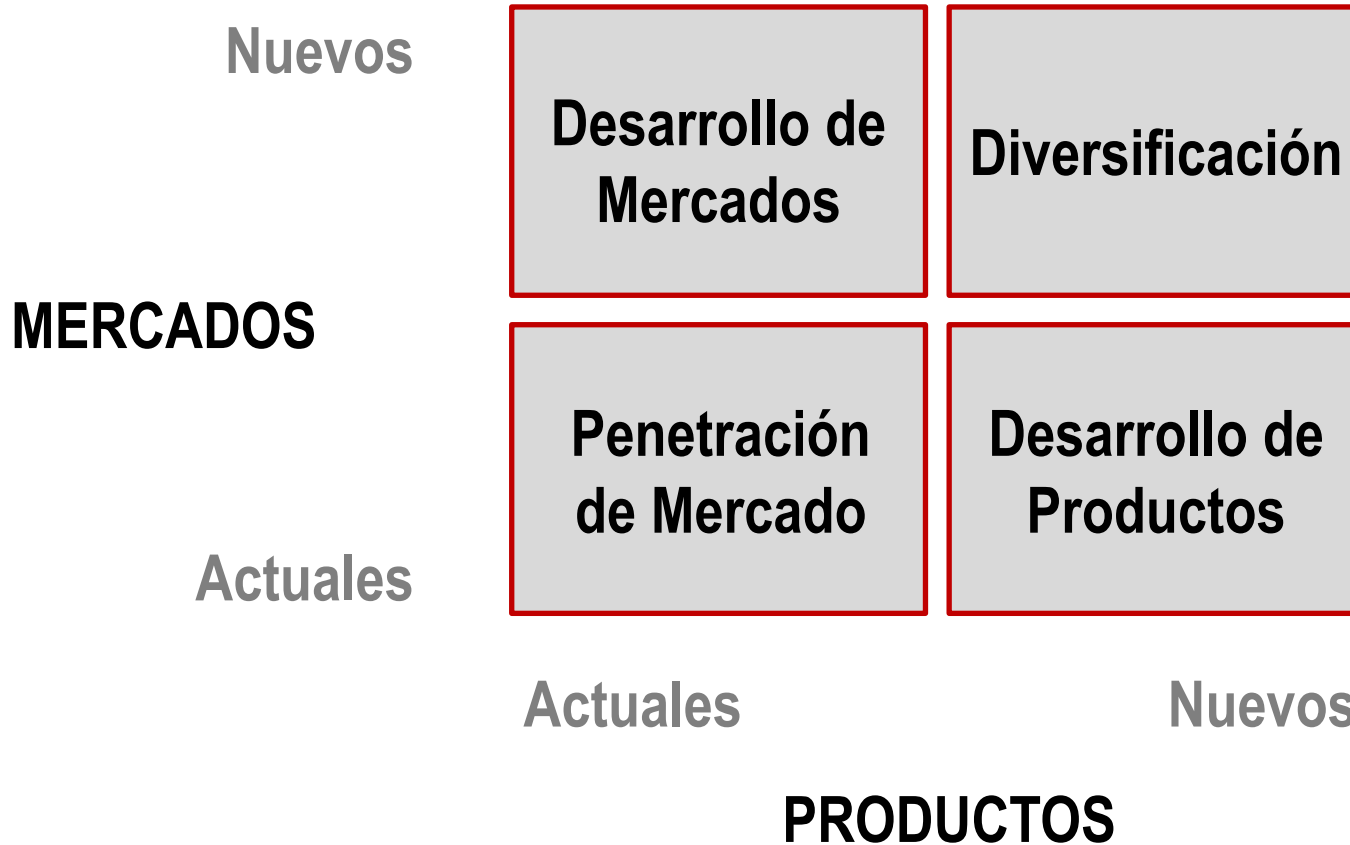 Nuevos
Desarrollo de
Mercados
Diversificación
MERCADOS
Penetración
de Mercado
Desarrollo de
Productos
Actuales
Actuales
Nuevos
PRODUCTOS